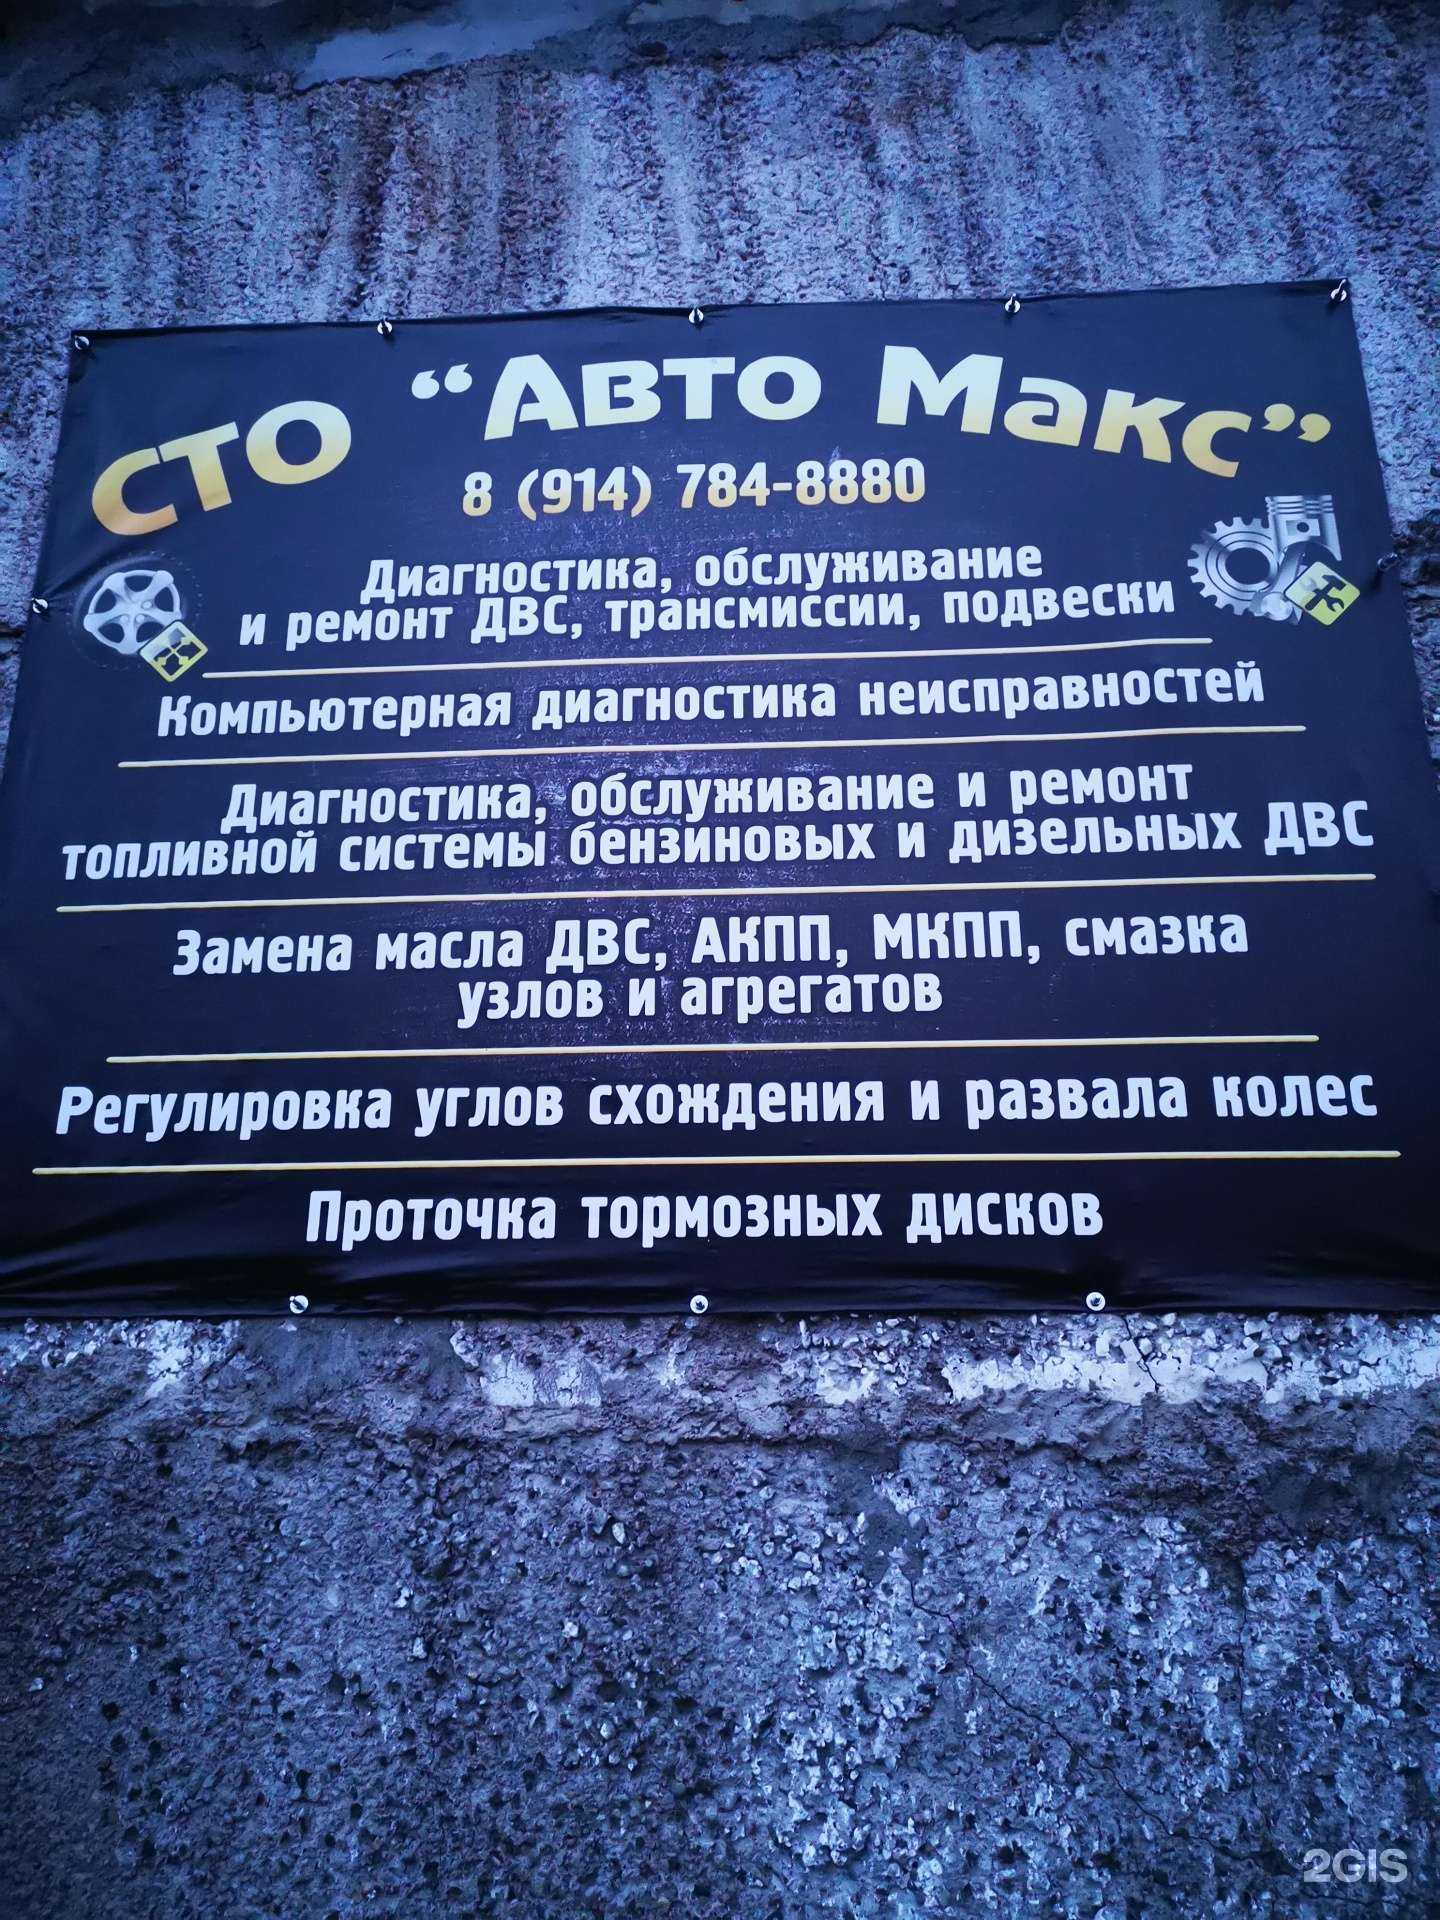 СТО "Авто Макс"
8 (914) 784-8880
Диагностика, обслуживание
и ремонт ДВС, трансмиссии, подвески
Компьютерная диагностика неисправностей
Диагностика, обслуживание и ремонт
топливной системы бензиновых и дизельных ДВС
Замена масла ДВС, АКПП, МКПП, смазка
узлов и агрегатов
Регулировка углов схождения и развала колес
Проточка тормозных дисков
2GIS